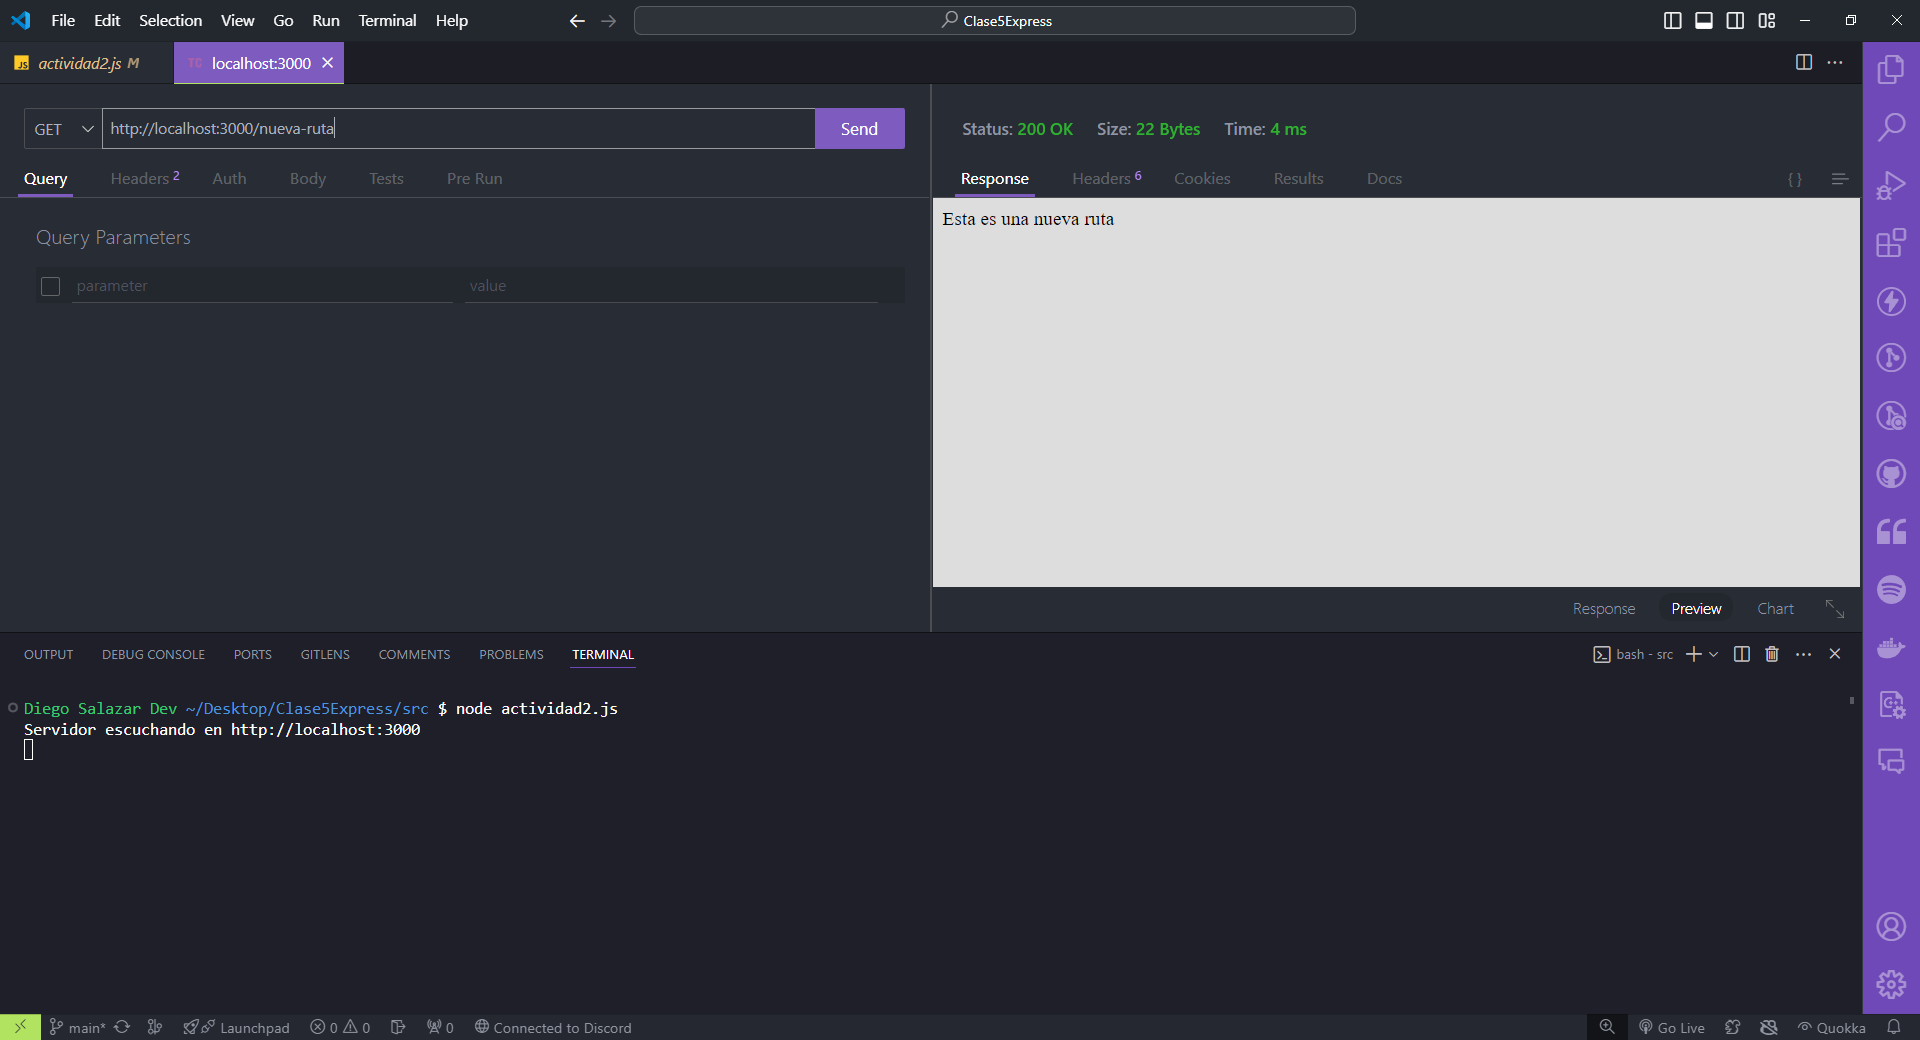 File Edit Selection View Go Run Terminal Help
Clase5Express
JS actividad2.js M
TC localhost:3000
GET http://localhost:3000/nueva-ruta Send
Status: 200 OK Size: 22 Bytes Time: 4 ms
Query Headers 2 Auth Body Tests Pre Run
Response Headers 6 Cookies Results Docs
{ }
Query Parameters
parameter value
Esta es una nueva ruta
Response Preview Chart
OUTPUT DEBUG CONSOLE PORTS GITLENS COMMENTS PROBLEMS TERMINAL
bash - src
Diego Salazar Dev ~/Desktop/Clase5Express/src $ node actividad2.js
Servidor escuchando en http://localhost:3000
main* Launchpad 0 0 0 Connected to Discord
Go Live Quokka